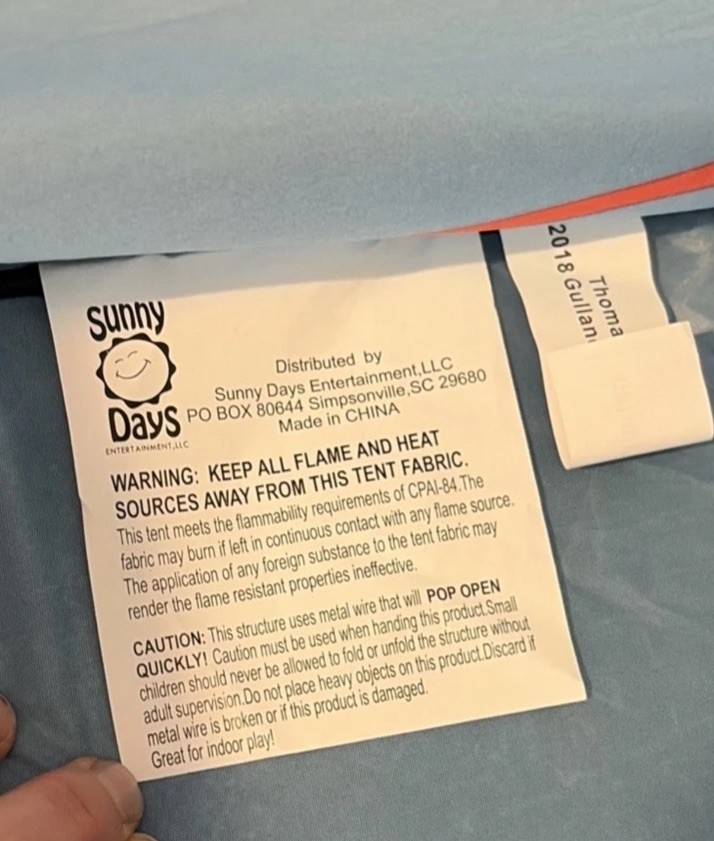 Sunny
Days
ENTERTAINMENT,LLC
Distributed by
Sunny Days Entertainment,LLC
PO BOX 80644 Simpsonville,SC 29680
Made in CHINA
WARNING: KEEP ALL FLAME AND HEAT
SOURCES AWAY FROM THIS TENT FABRIC.
This tent meets the flammability requirements of CPAI-84.The
fabric may burn if left in continuous contact with any flame source.
The application of any foreign substance to the tent fabric may
render the flame resistant properties ineffective.
CAUTION: This structure uses metal wire that will POP OPEN
QUICKLY! Caution must be used when handing this product.Small
children should never be allowed to fold or unfold the structure without
adult supervision.Do not place heavy objects on this product.Discard if
metal wire is broken or if this product is damaged.
Great for indoor play!
Thoma
2018 Gullan